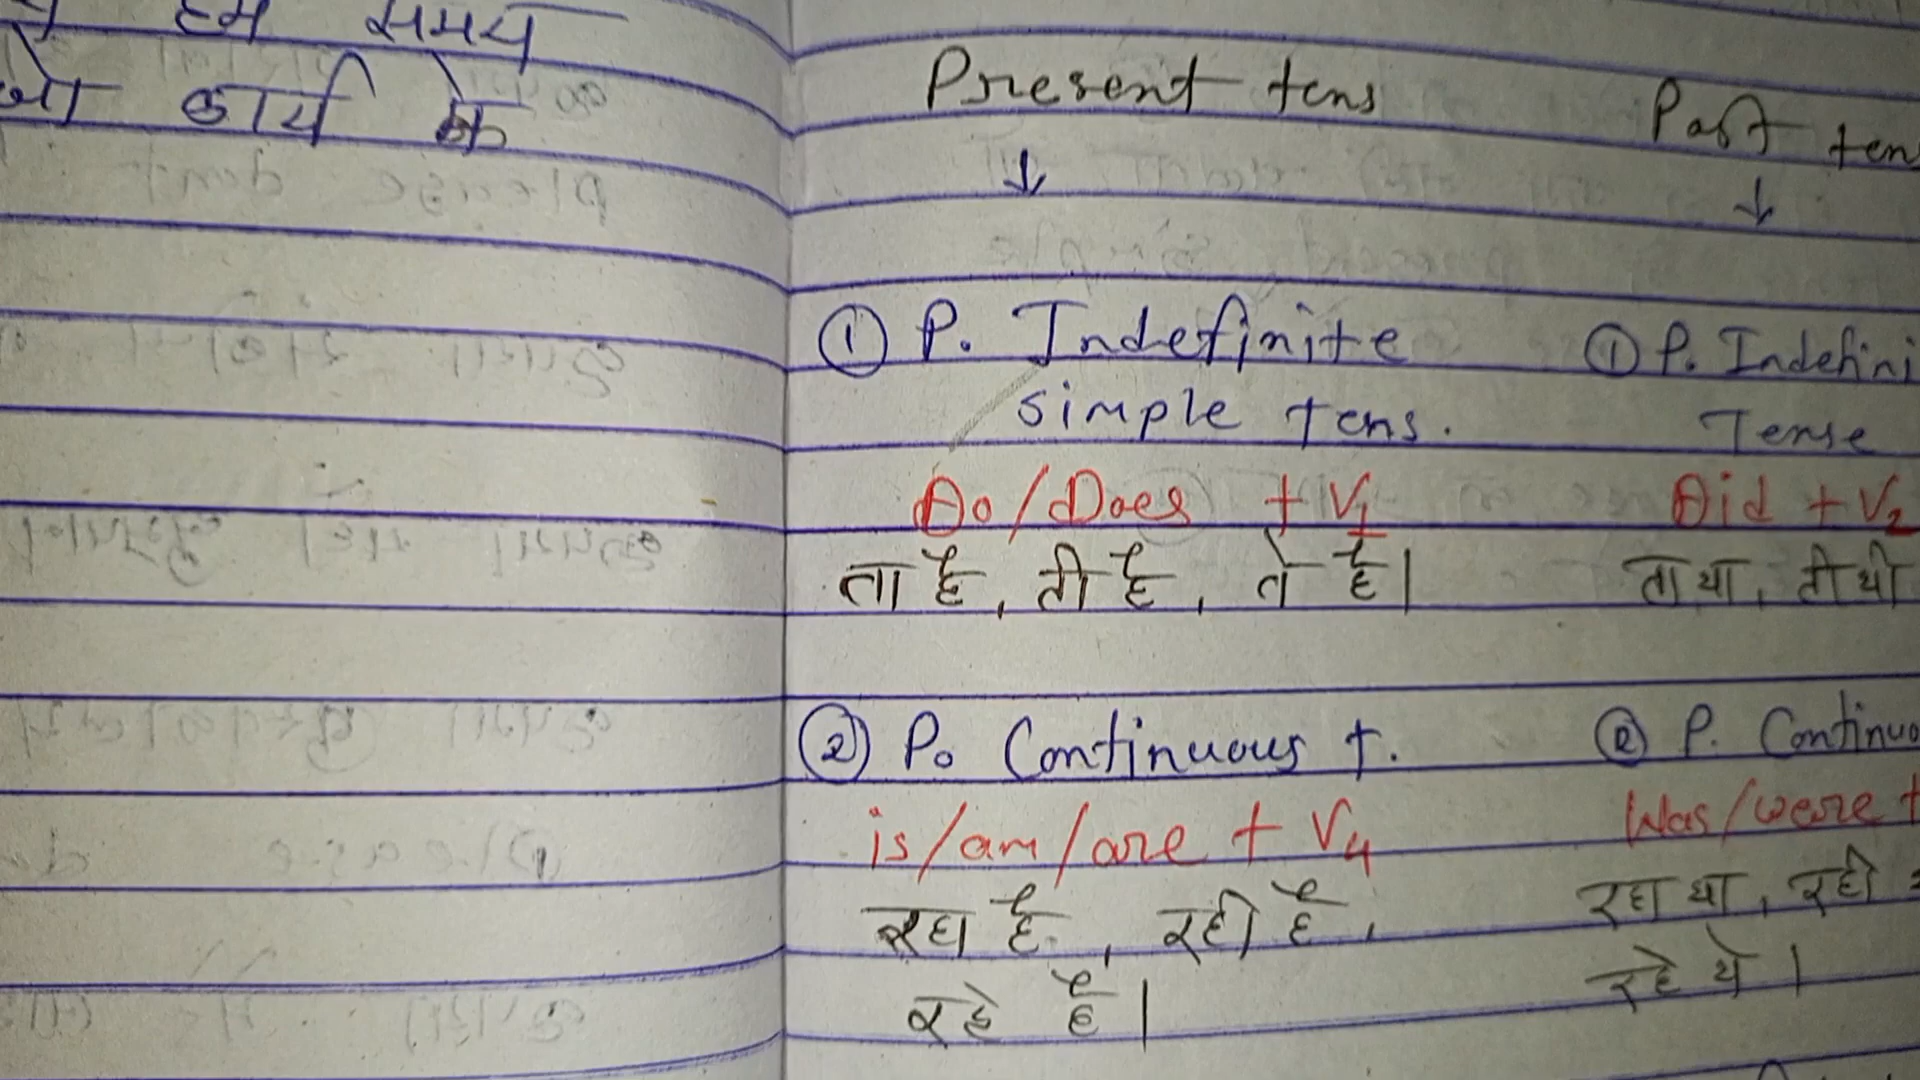 हम समय
कार्य
Present tens
↓
① P. Indefinite
simple tens.
Do/Does + V1
ता है, ती है, ते है।
② P. Continuous t.
is/am/are + V4
रहा है, रही है,
रहे है।
Past ten
↓
① P. Indefini
Tense
Did + V2
ता था, ती थी
② P. Continuo
Was/were +
रहा था, रही
रहे थे।